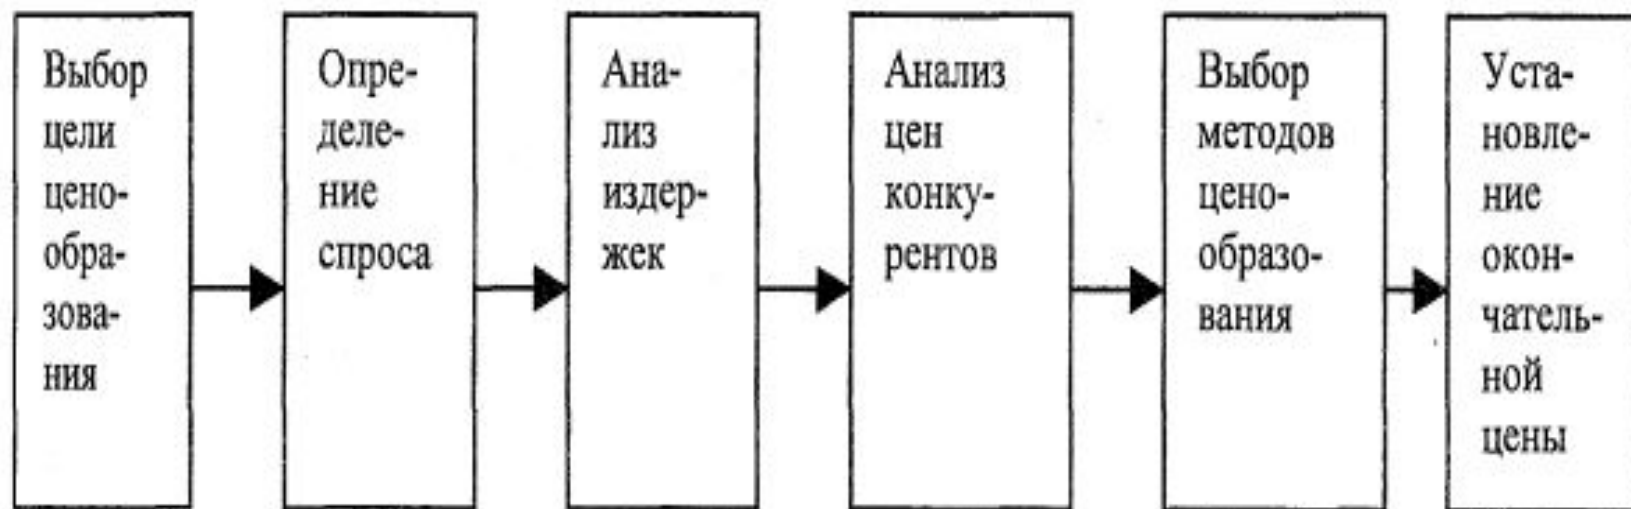 Выбор
цели
цено-
обра-
зова-
ния
Опре-
деле-
ние
спроса
Ана-
лиз
издер-
жек
Анализ
цен
конку-
рентов
Выбор
методов
цено-
образо-
вания
Уста-
новле-
ние
окон-
чатель-
ной
цены